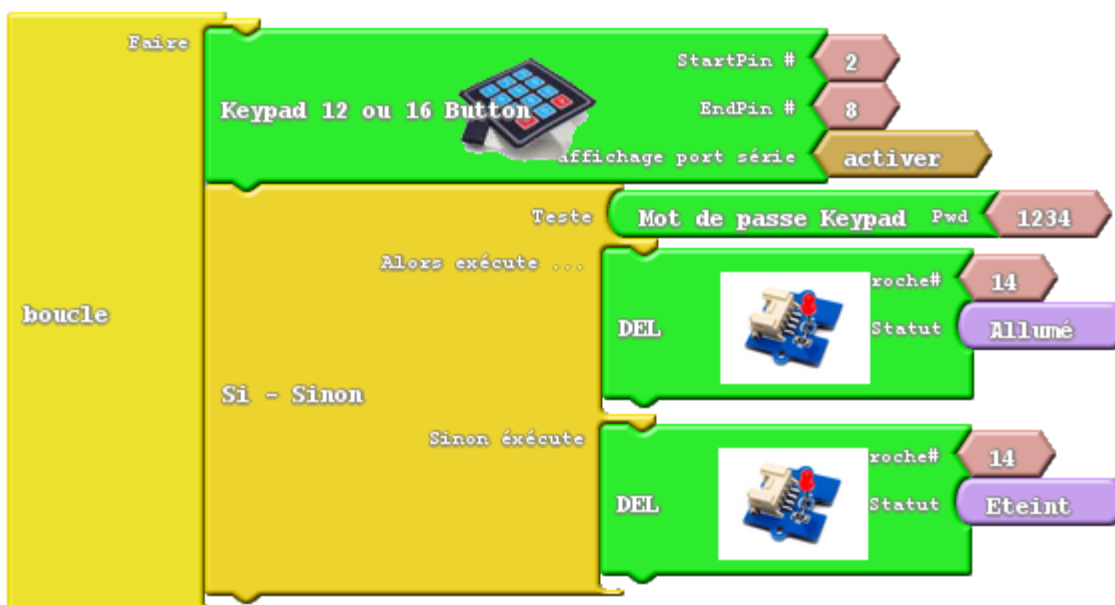 Faire
StartPin # 2
Keypad 12 ou 16 Button
EndPin # 8
affichage port série activer
Teste Mot de passe Keypad Pwd 1234
Alors exécute ...
roche# 14
boucle
DEL
Statut Allumé
Si - Sinon
Sinon éxécute
roche# 14
DEL
Statut Eteint